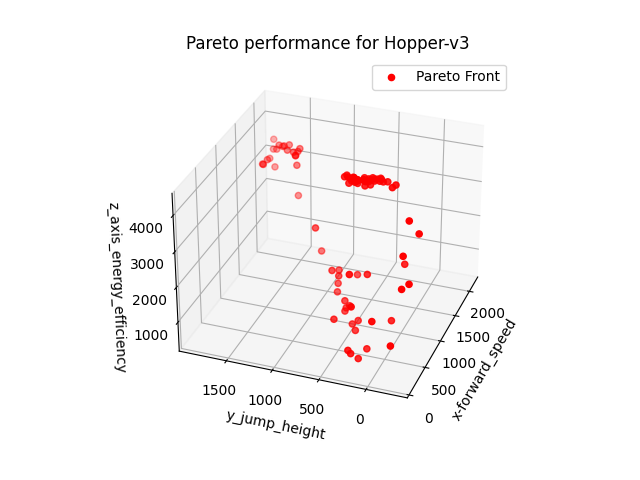 Pareto performance for Hopper-v3
Pareto Front
4000
3000
2000
1000
z_axis_energy_efficiency
1500
1000
500
0
y_jump_height
2000
1500
1000
500
0
x-forward_speed